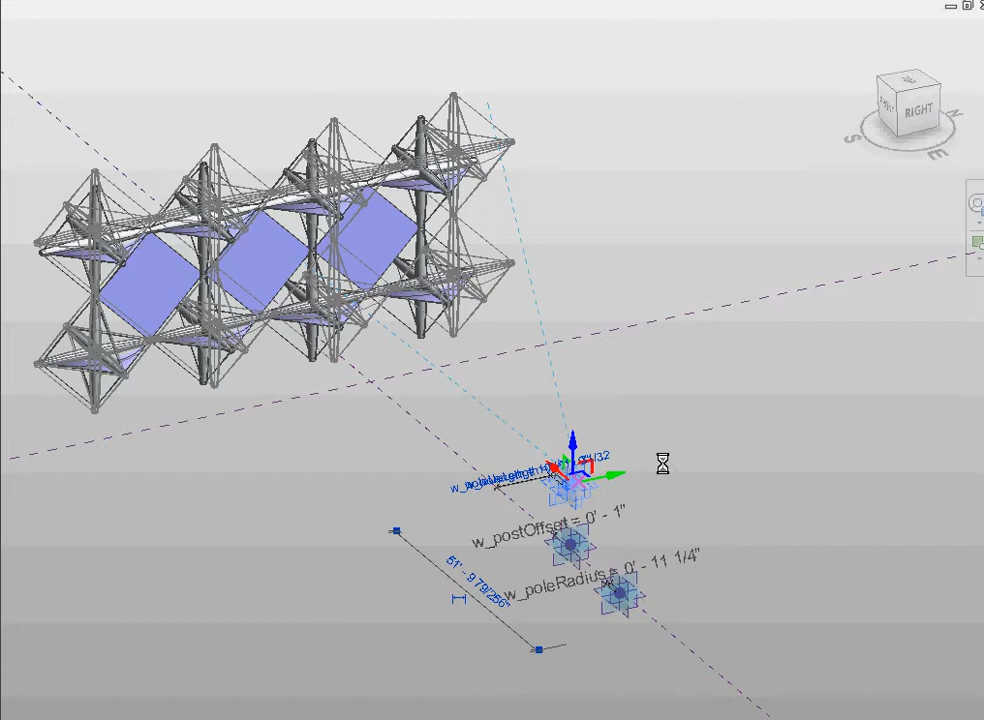 RIGHT
S
E
N
w_postOffset = 0' - 1"
w_poleRadius = 0' - 11 1/4"
51' - 9 79/256"